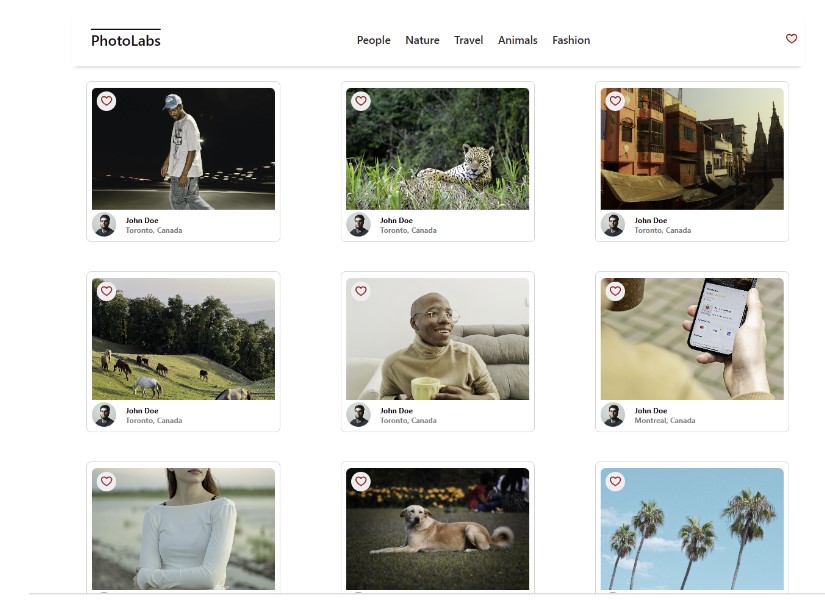 PhotoLabs
People Nature Travel Animals Fashion
John Doe
Toronto, Canada
John Doe
Toronto, Canada
John Doe
Toronto, Canada
John Doe
Toronto, Canada
John Doe
Toronto, Canada
John Doe
Montreal, Canada